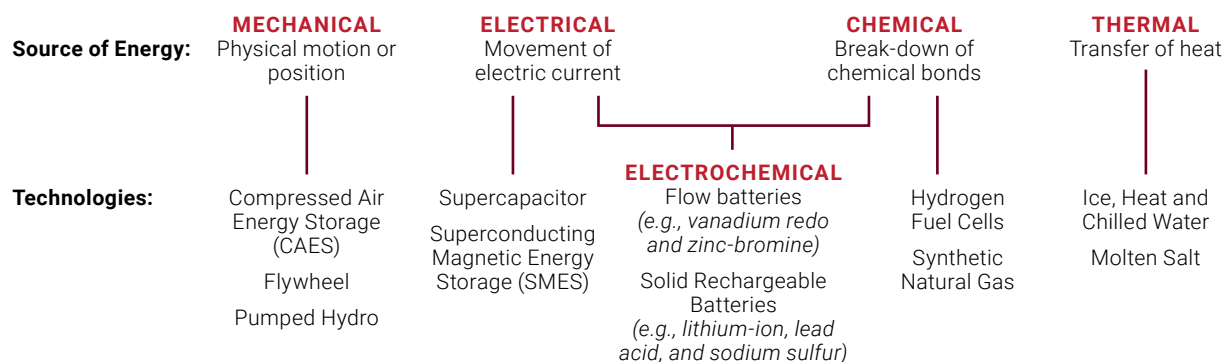 MECHANICAL
ELECTRICAL
CHEMICAL
THERMAL
Source of Energy:
Physical motion or
position
Movement of
electric current
Break-down of
chemical bonds
Transfer of heat
ELECTROCHEMICAL
Technologies:
Compressed Air
Energy Storage
(CAES)
Flywheel
Pumped Hydro
Supercapacitor
Superconducting
Magnetic Energy
Storage (SMES)
Flow batteries
(e.g., vanadium redo
and zinc-bromine)
Solid Rechargeable
Batteries
(e.g., lithium-ion, lead
acid, and sodium sulfur)
Hydrogen
Fuel Cells
Synthetic
Natural Gas
Ice, Heat and
Chilled Water
Molten Salt